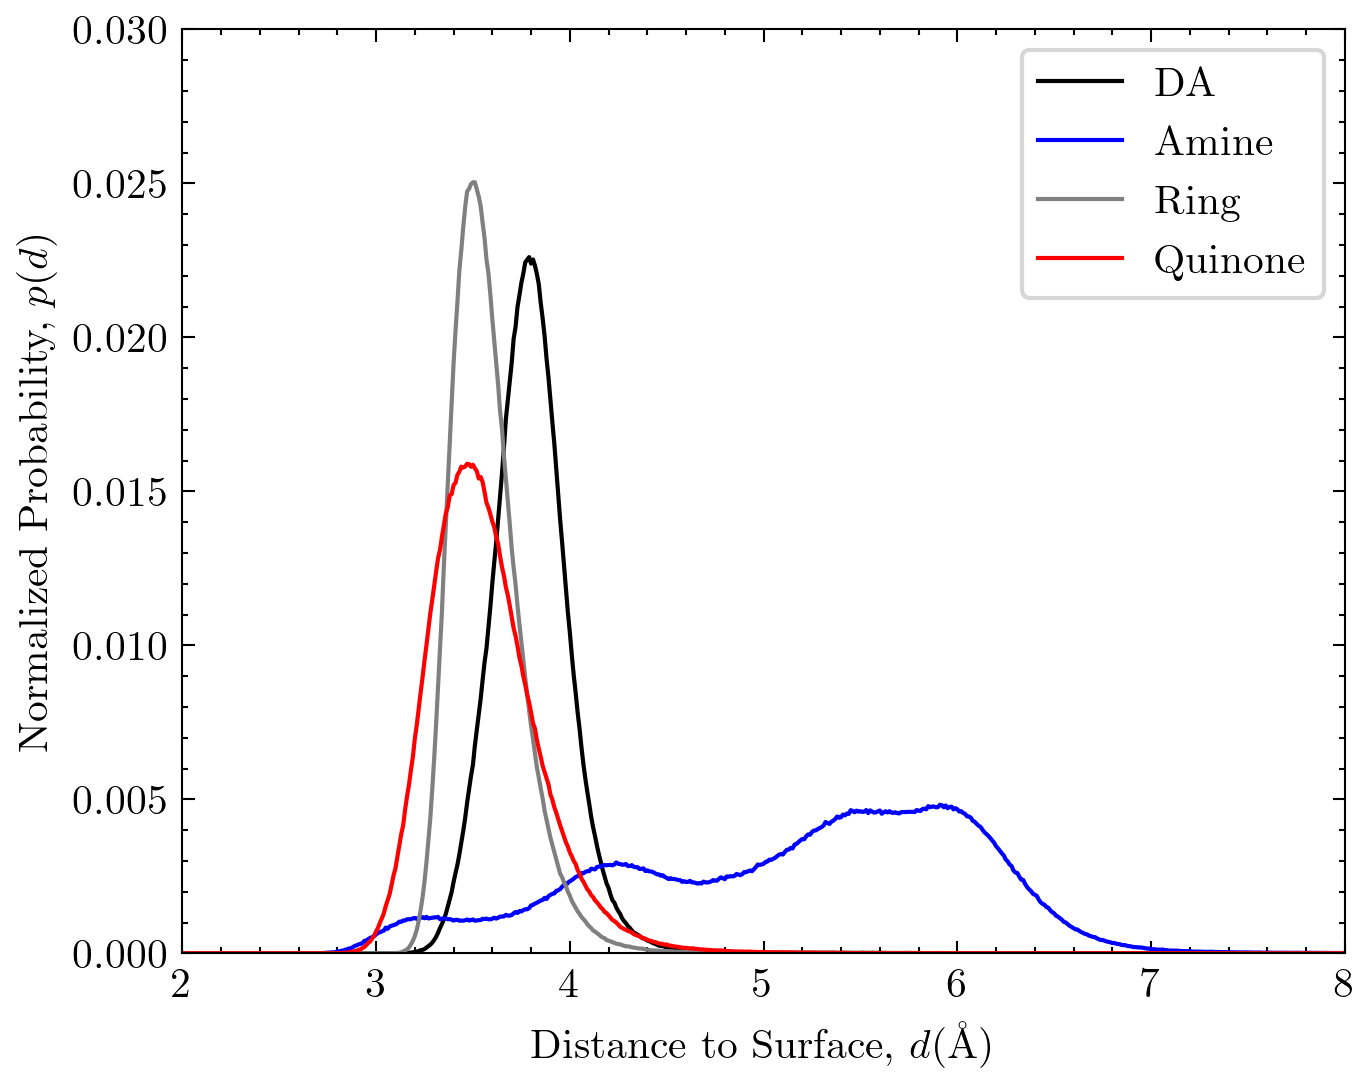 0.030
0.025
0.020
0.015
0.010
0.005
0.000
Normalized Probability, p(d)
DA
Amine
Ring
Quinone
2 3 4 5 6 7 8
Distance to Surface, d(Å)